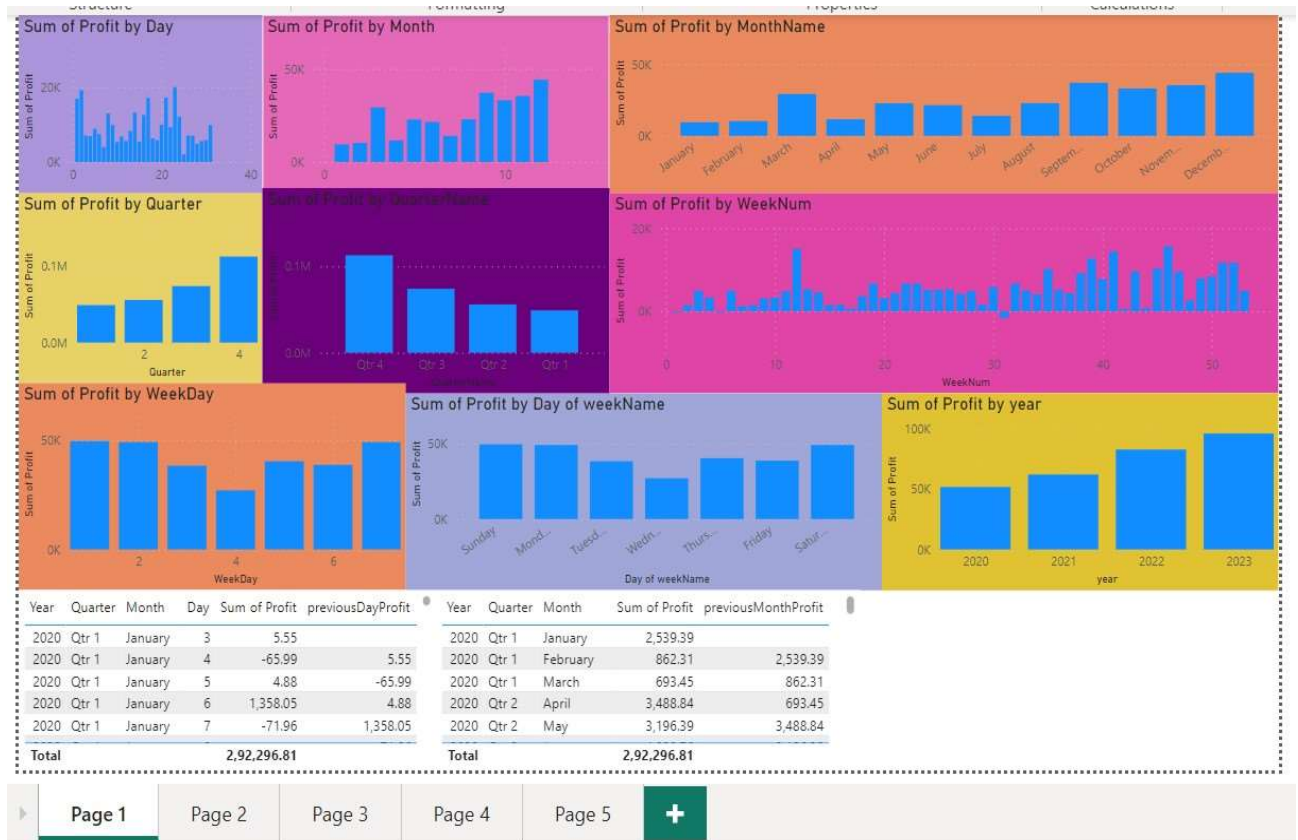 Structure Formatting Properties Calculations
Sum of Profit by Day
Sum of Profit
20K
0K
0 20 40
Sum of Profit by Month
Sum of Profit
50K
0K
0 10
Sum of Profit by MonthName
Sum of Profit
50K
0K
January February March April May June July August Septem... October Novem... Decemb...
Sum of Profit by Quarter
Sum of Profit
0.1M
0.0M
2 4
Quarter
Sum of Profit by QuarterName
Sum of Profit
0.1M
0.0M
Qtr 4 Qtr 3 Qtr 2 Qtr 1
QuarterName
Sum of Profit by WeekNum
Sum of Profit
20K
0K
0 10 20 30 40 50
WeekNum
Sum of Profit by WeekDay
Sum of Profit
50K
0K
2 4 6
WeekDay
Sum of Profit by Day of weekName
Sum of Profit
50K
0K
Sunday Mond... Tuesd... Wedn... Thurs... Friday Satur...
Day of weekName
Sum of Profit by year
Sum of Profit
100K
50K
0K
2020 2021 2022 2023
year
Year Quarter Month Day Sum of Profit previousDayProfit
2020 Qtr 1 January 3 5.55
2020 Qtr 1 January 4 -65.99 5.55
2020 Qtr 1 January 5 4.88 -65.99
2020 Qtr 1 January 6 1,358.05 4.88
2020 Qtr 1 January 7 -71.96 1,358.05
Total 2,92,296.81
Year Quarter Month Sum of Profit previousMonthProfit
2020 Qtr 1 January 2,539.39
2020 Qtr 1 February 862.31 2,539.39
2020 Qtr 1 March 693.45 862.31
2020 Qtr 2 April 3,488.84 693.45
2020 Qtr 2 May 3,196.39 3,488.84
Total 2,92,296.81
Page 1 Page 2 Page 3 Page 4 Page 5